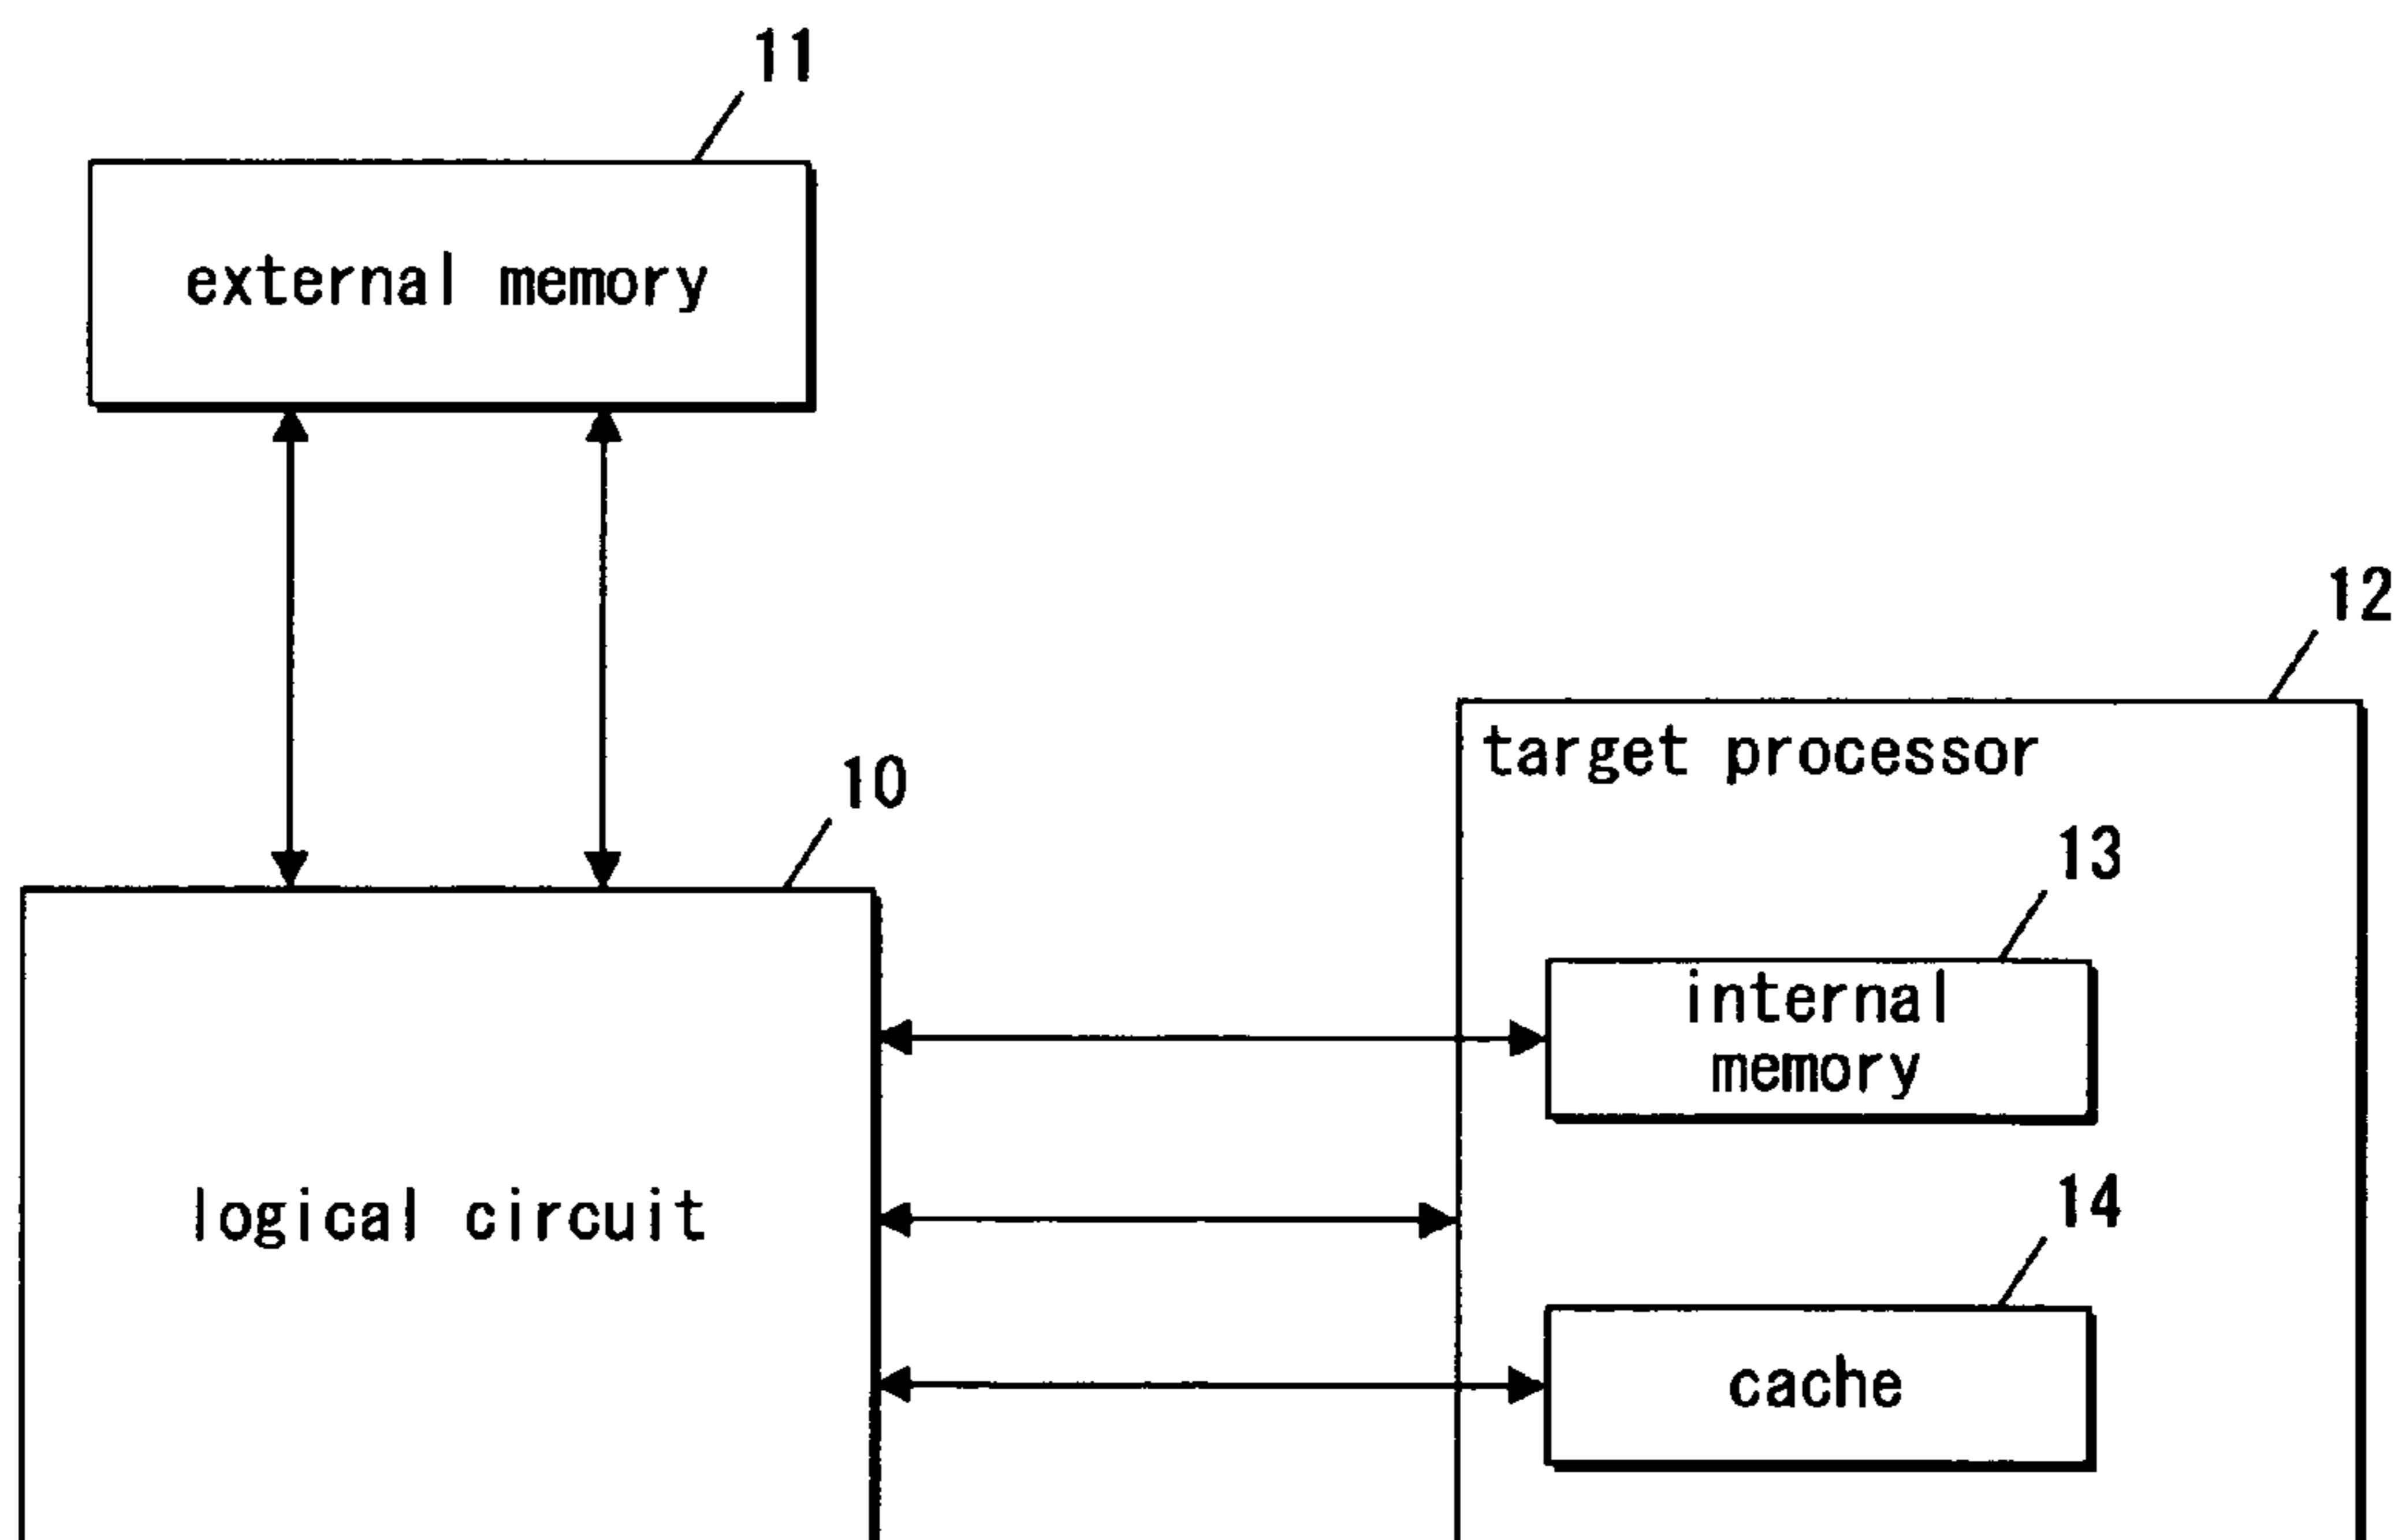 11
external memory
12
target processor
10
13
internal
memory
logical circuit
14
cache